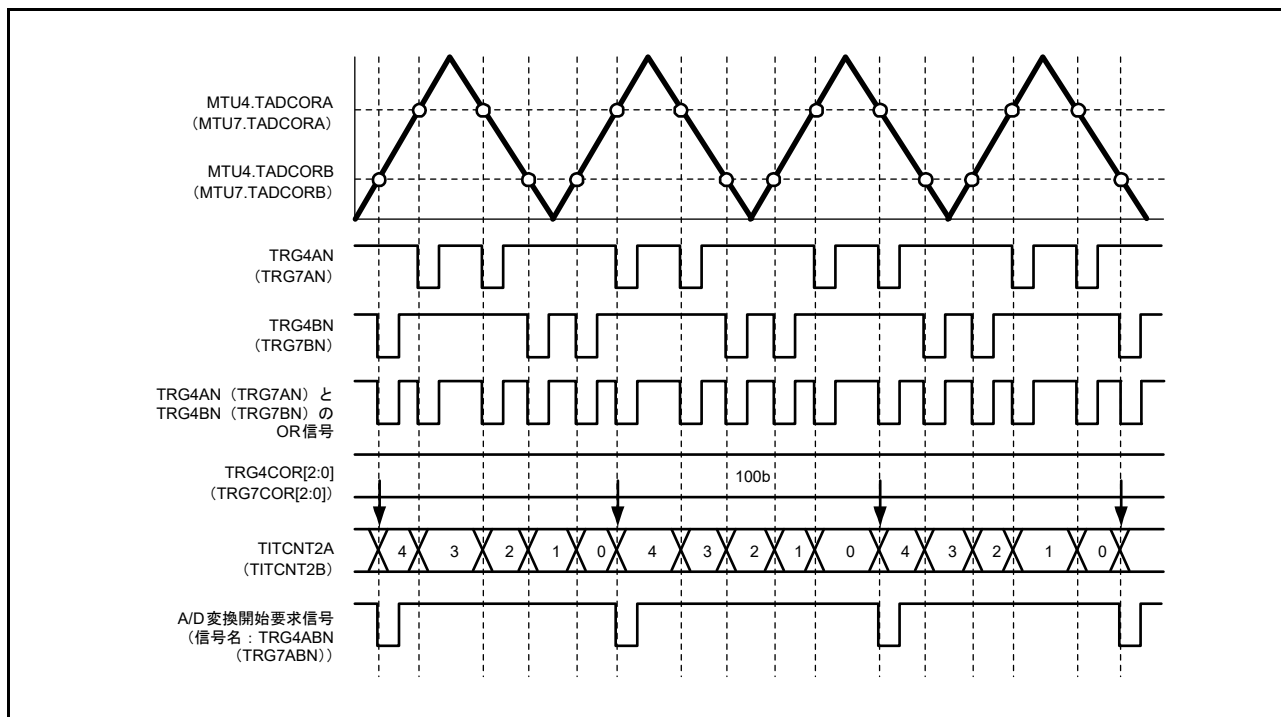 MTU4.TADCORA
（MTU7.TADCORA）
MTU4.TADCORB
（MTU7.TADCORB）
TRG4AN
（TRG7AN）
TRG4BN
（TRG7BN）
TRG4AN（TRG7AN）と
TRG4BN（TRG7BN）の
OR信号
TRG4COR[2:0]
（TRG7COR[2:0]）
100b
TITCNT2A
（TITCNT2B）
4 3 2 1 0 4 3 2 1 0 4 3 2 1 0
A/D変換開始要求信号
（信号名：TRG4ABN
（TRG7ABN））